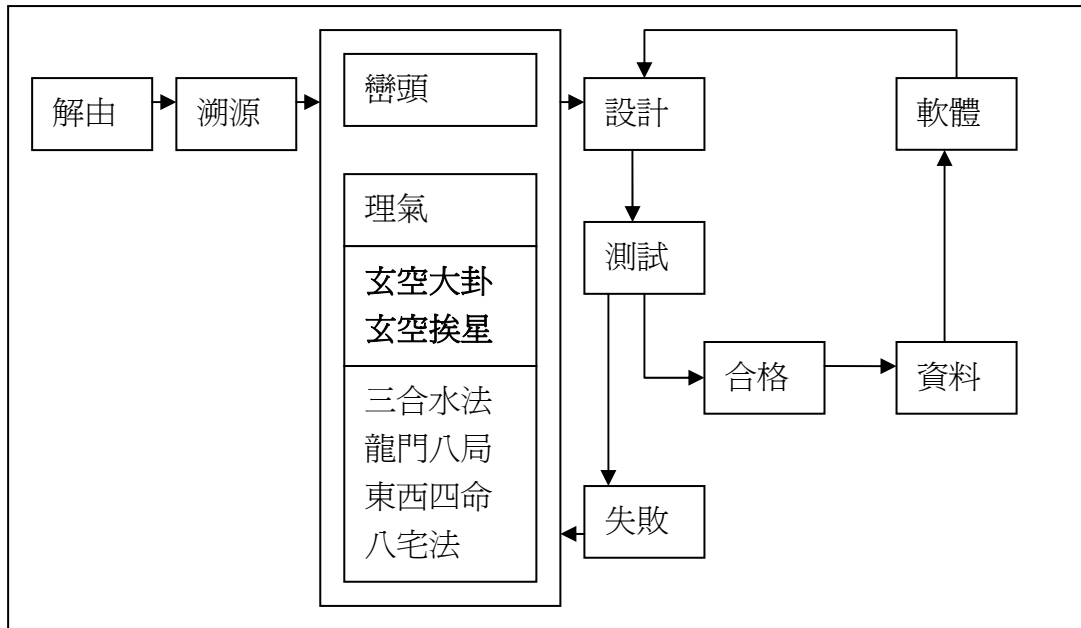 解由
溯源
巒頭
理氣
玄空大卦
玄空挨星
三合水法
龍門八局
東西四命
八宅法
設計
測試
失敗
合格
資料
軟體